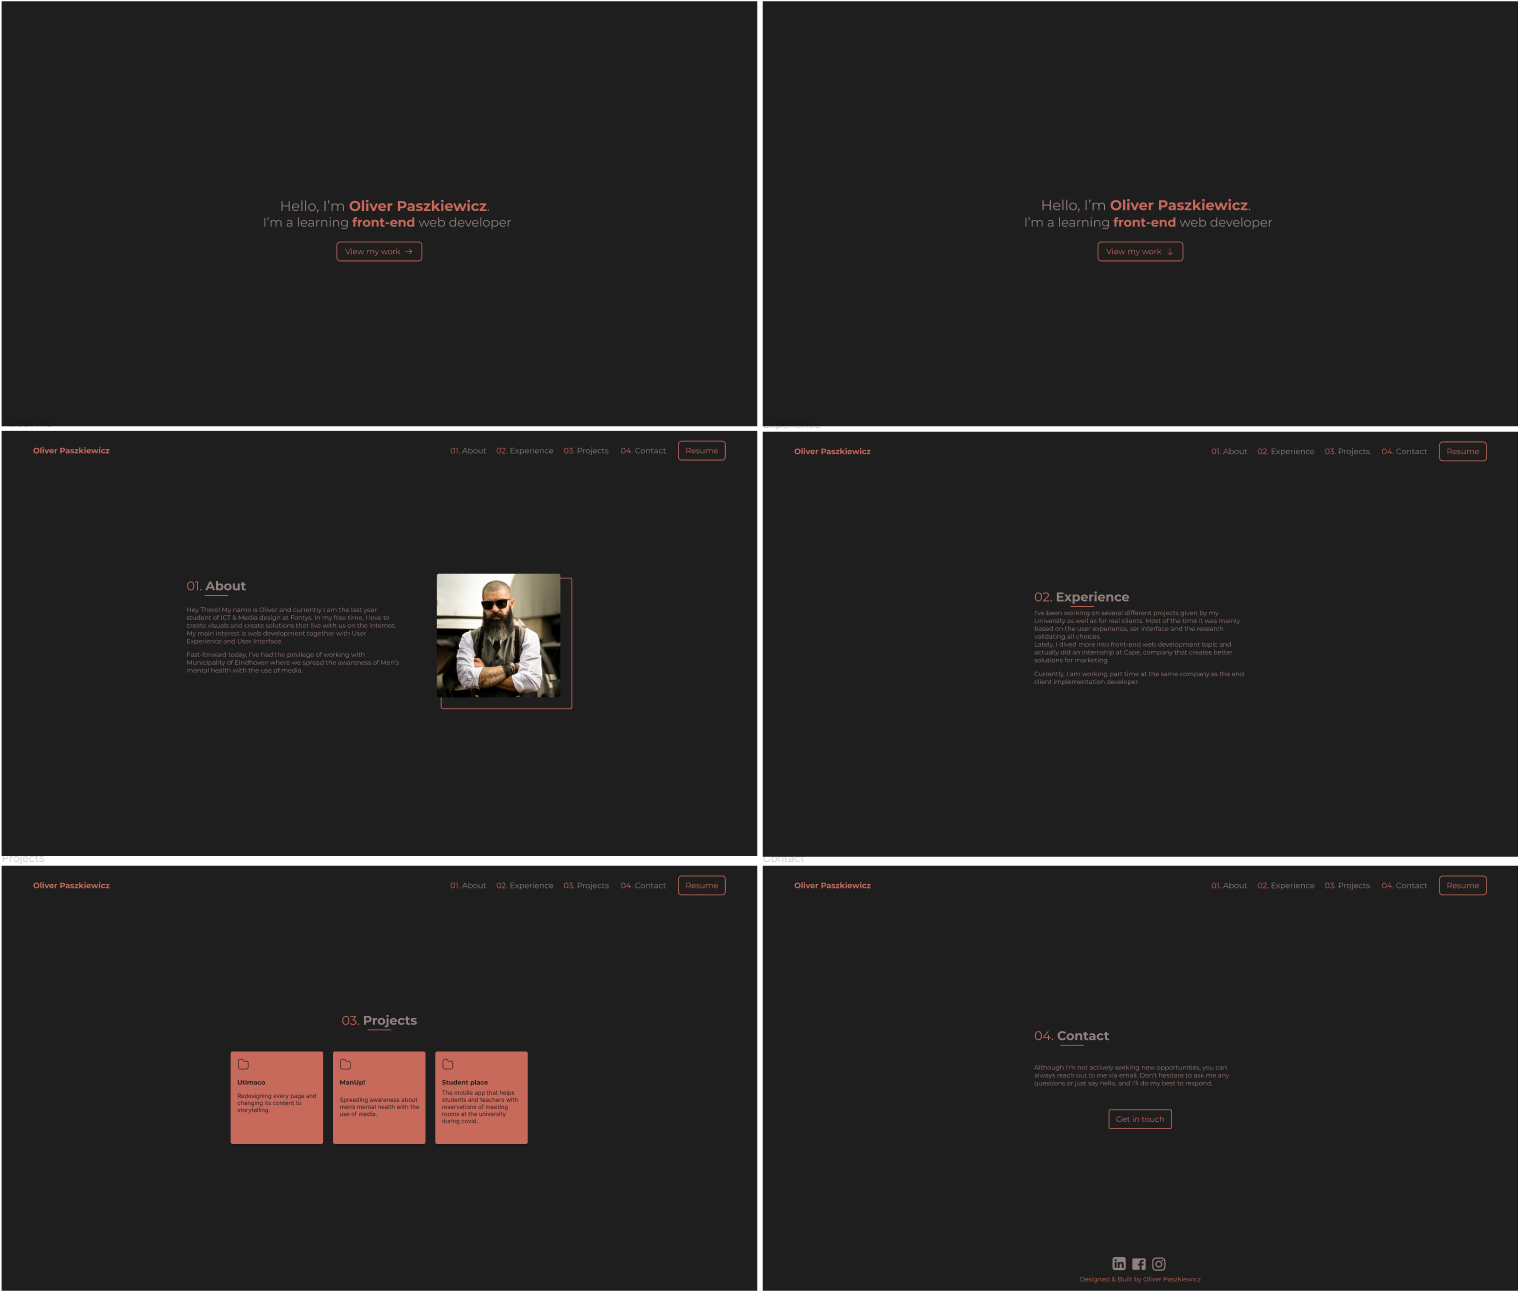 Hello, I'm Oliver Paszkiewicz.
I'm a learning front-end web developer
View my work →
Hello, I'm Oliver Paszkiewicz.
I'm a learning front-end web developer
View my work ↓
Oliver Paszkiewicz
01. About 02. Experience 03. Projects 04. Contact Resume
01. About
Hey There! My name is Oliver and currently I am the last year
student of ICT & Media design at Fontys. In my free time, I love to
create visuals and create solutions that live with us on the Internet.
My main interest is web development together with User
Experience and User Interface.
Fast-forward today, I've had the privilege of working with
Municipality of Eindhoven where we spread the awareness of Men's
mental health with the use of media.
Oliver Paszkiewicz
01. About 02. Experience 03. Projects 04. Contact Resume
02. Experience
I've been working on severel different projects given by my
University as well as for real clients. Most of the time it was mainly
based on the user experience, ser interface and the research
validating all choices.
Lately, I dived more into front-end web development topic and
actually did an internship at Cape, company that creates better
solutions for marketing.
Currently, I am working part time at the same company as the end
client implementation developer
Projects
Oliver Paszkiewicz
01. About 02. Experience 03. Projects 04. Contact Resume
03. Projects
Utimaco
Redesigning every page and
changing its content to
storytelling.
ManUp!
Spreading awareness about
men's mental health with the
use of media.
Student place
The mobile app that helps
students and teachers with
reservations of meeting
rooms at the university
during covid.
Contact
Oliver Paszkiewicz
01. About 02. Experience 03. Projects 04. Contact Resume
04. Contact
Although I'm not actively seeking new opportunities, you can
always reach out to me via email. Don't hesitate to ask me any
questions or just say hello, and I'll do my best to respond.
Get in touch
in
Designed & Built by Oliver Paszkiewicz